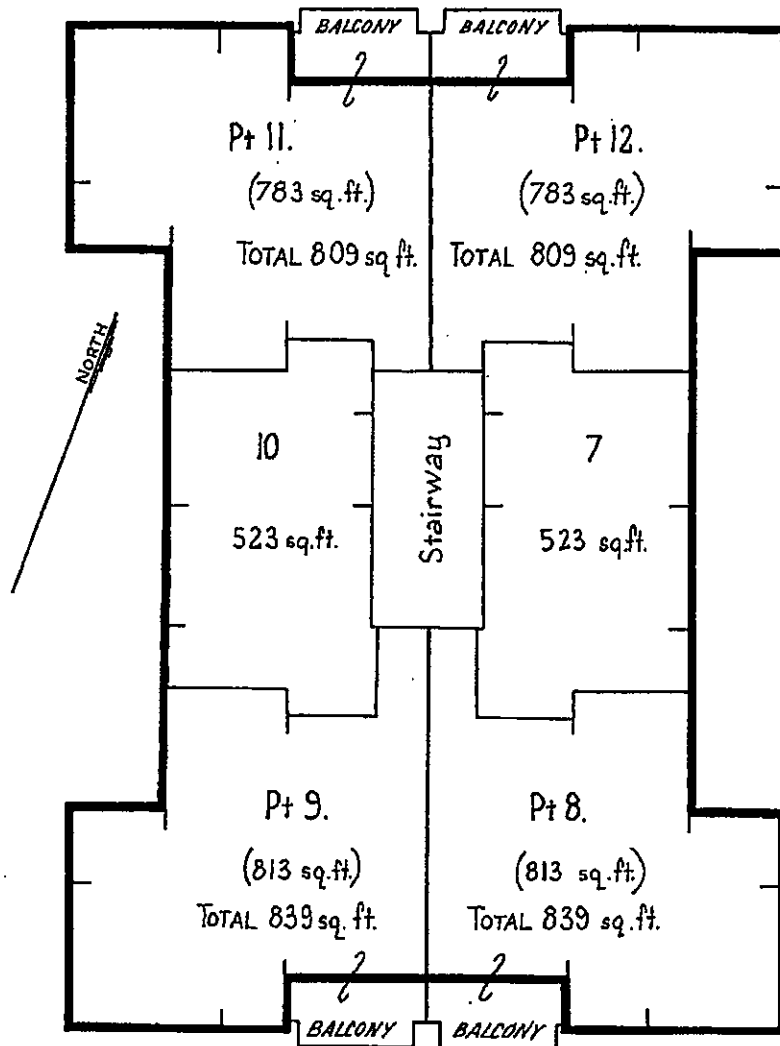 BALCONY
BALCONY
Pt 11.
(783 sq.ft.)
TOTAL 809 sq ft.
Pt 12.
(783 sq.ft.)
TOTAL 809 sq.ft.
NORTH
10
523 sq.ft.
Stairway
7
523 sq.ft.
Pt 9.
(813 sq.ft.)
TOTAL 839 sq.ft.
Pt 8.
(813 sq.ft.)
TOTAL 839 sq.ft.
BALCONY
BALCONY